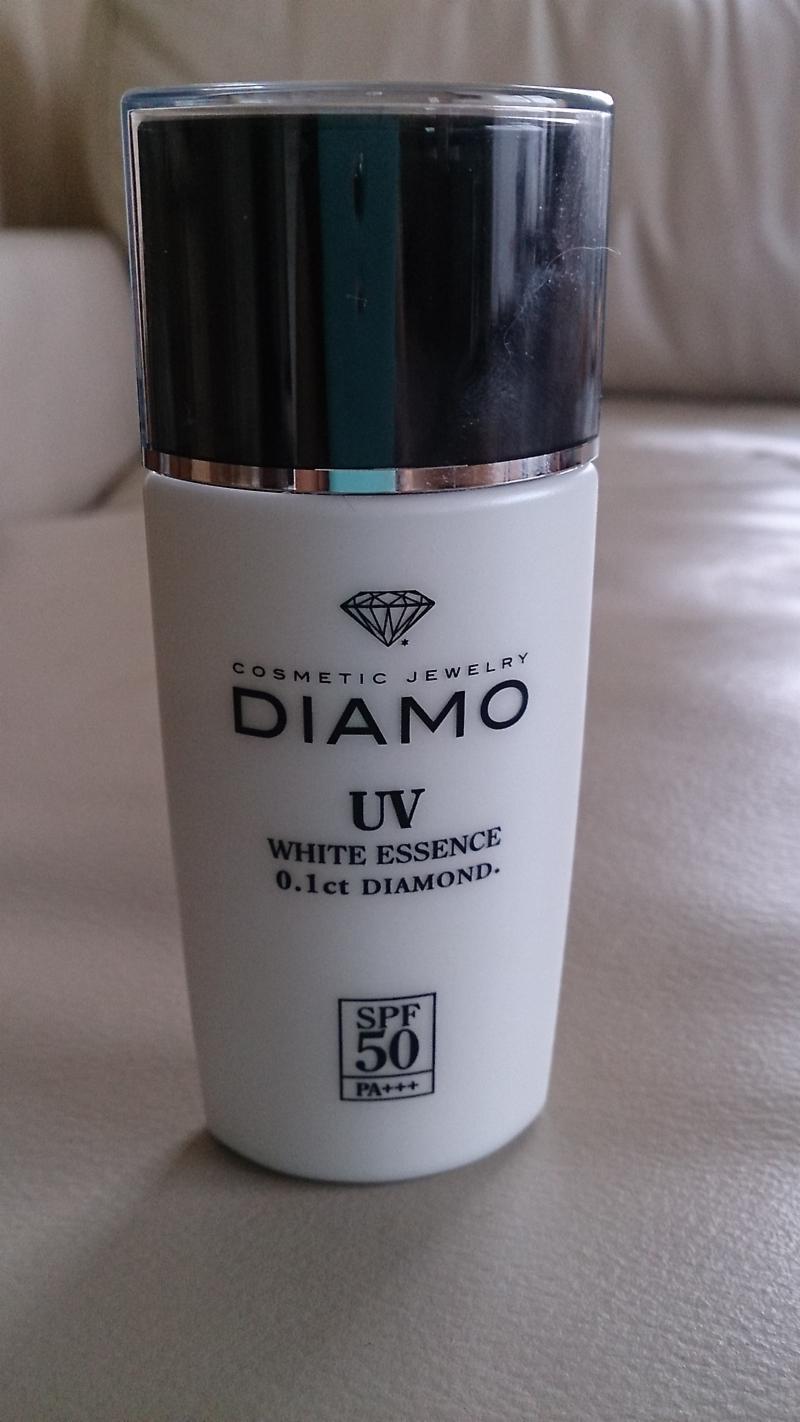 COSMETIC JEWELRY
DIAMO
UV
WHITE ESSENCE
0.1ct DIAMOND.
SPF
50
PA+++